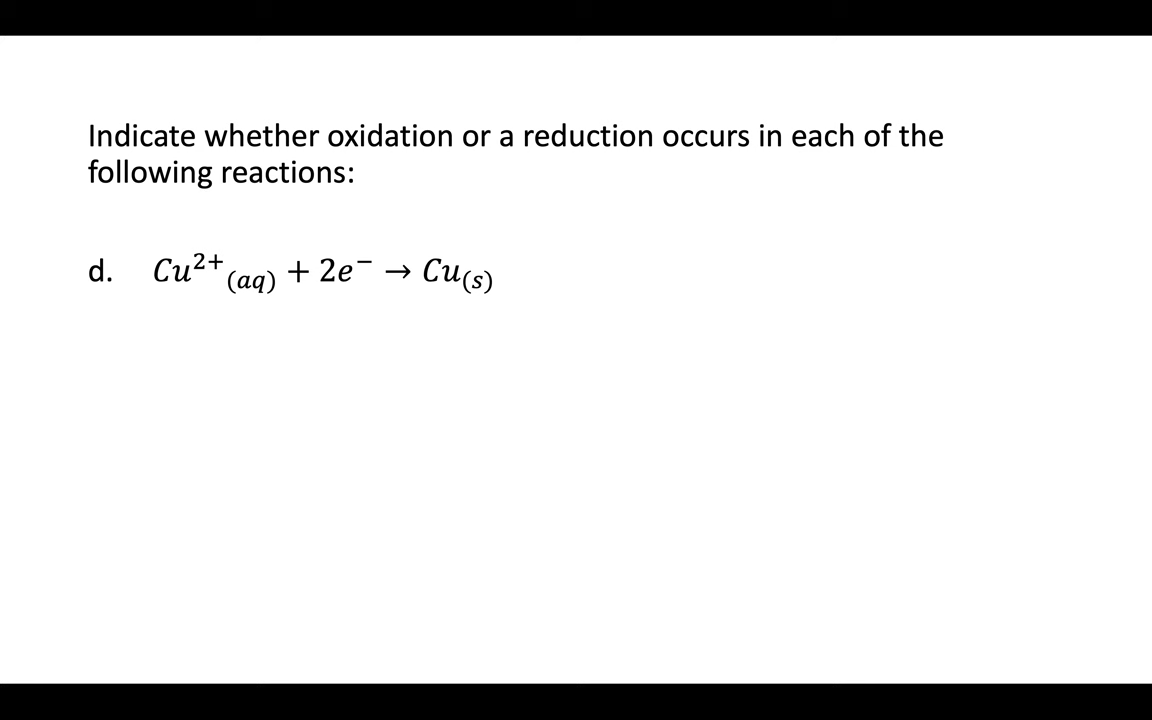 Indicate whether oxidation or a reduction occurs in each of the
following reactions:
d. Cu²⁺(aq) + 2e⁻ → Cu(s)